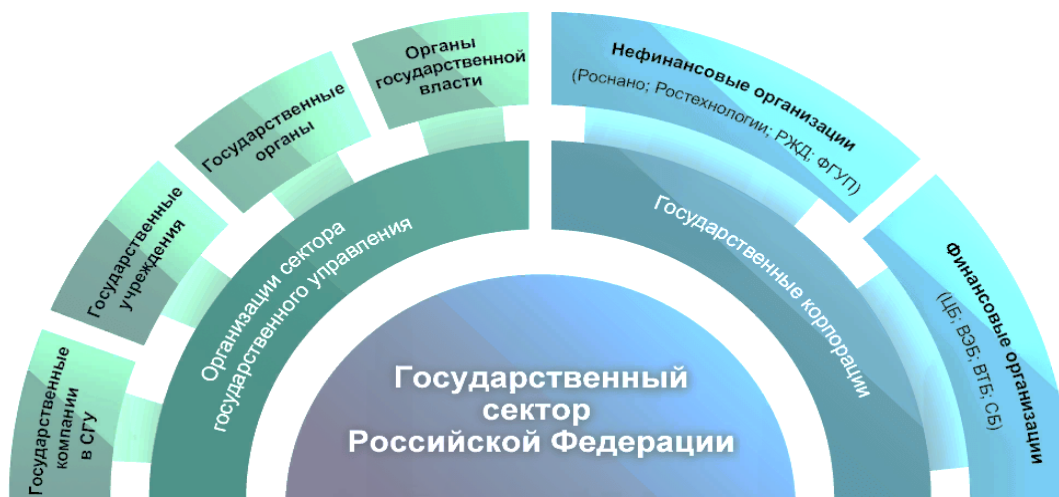 Органы
государственной
власти
Государственные
органы
Государственные
учреждения
Государственные
компании
в СГУ
Организации сектора
государственного управления
Нефинансовые организации
(Роснано; Ростехнологии; РЖД; ФГУП)
Государственные корпорации
Финансовые организации
(ЦБ; ВЭБ; ВТБ; СБ)
Государственный
сектор
Российской Федерации